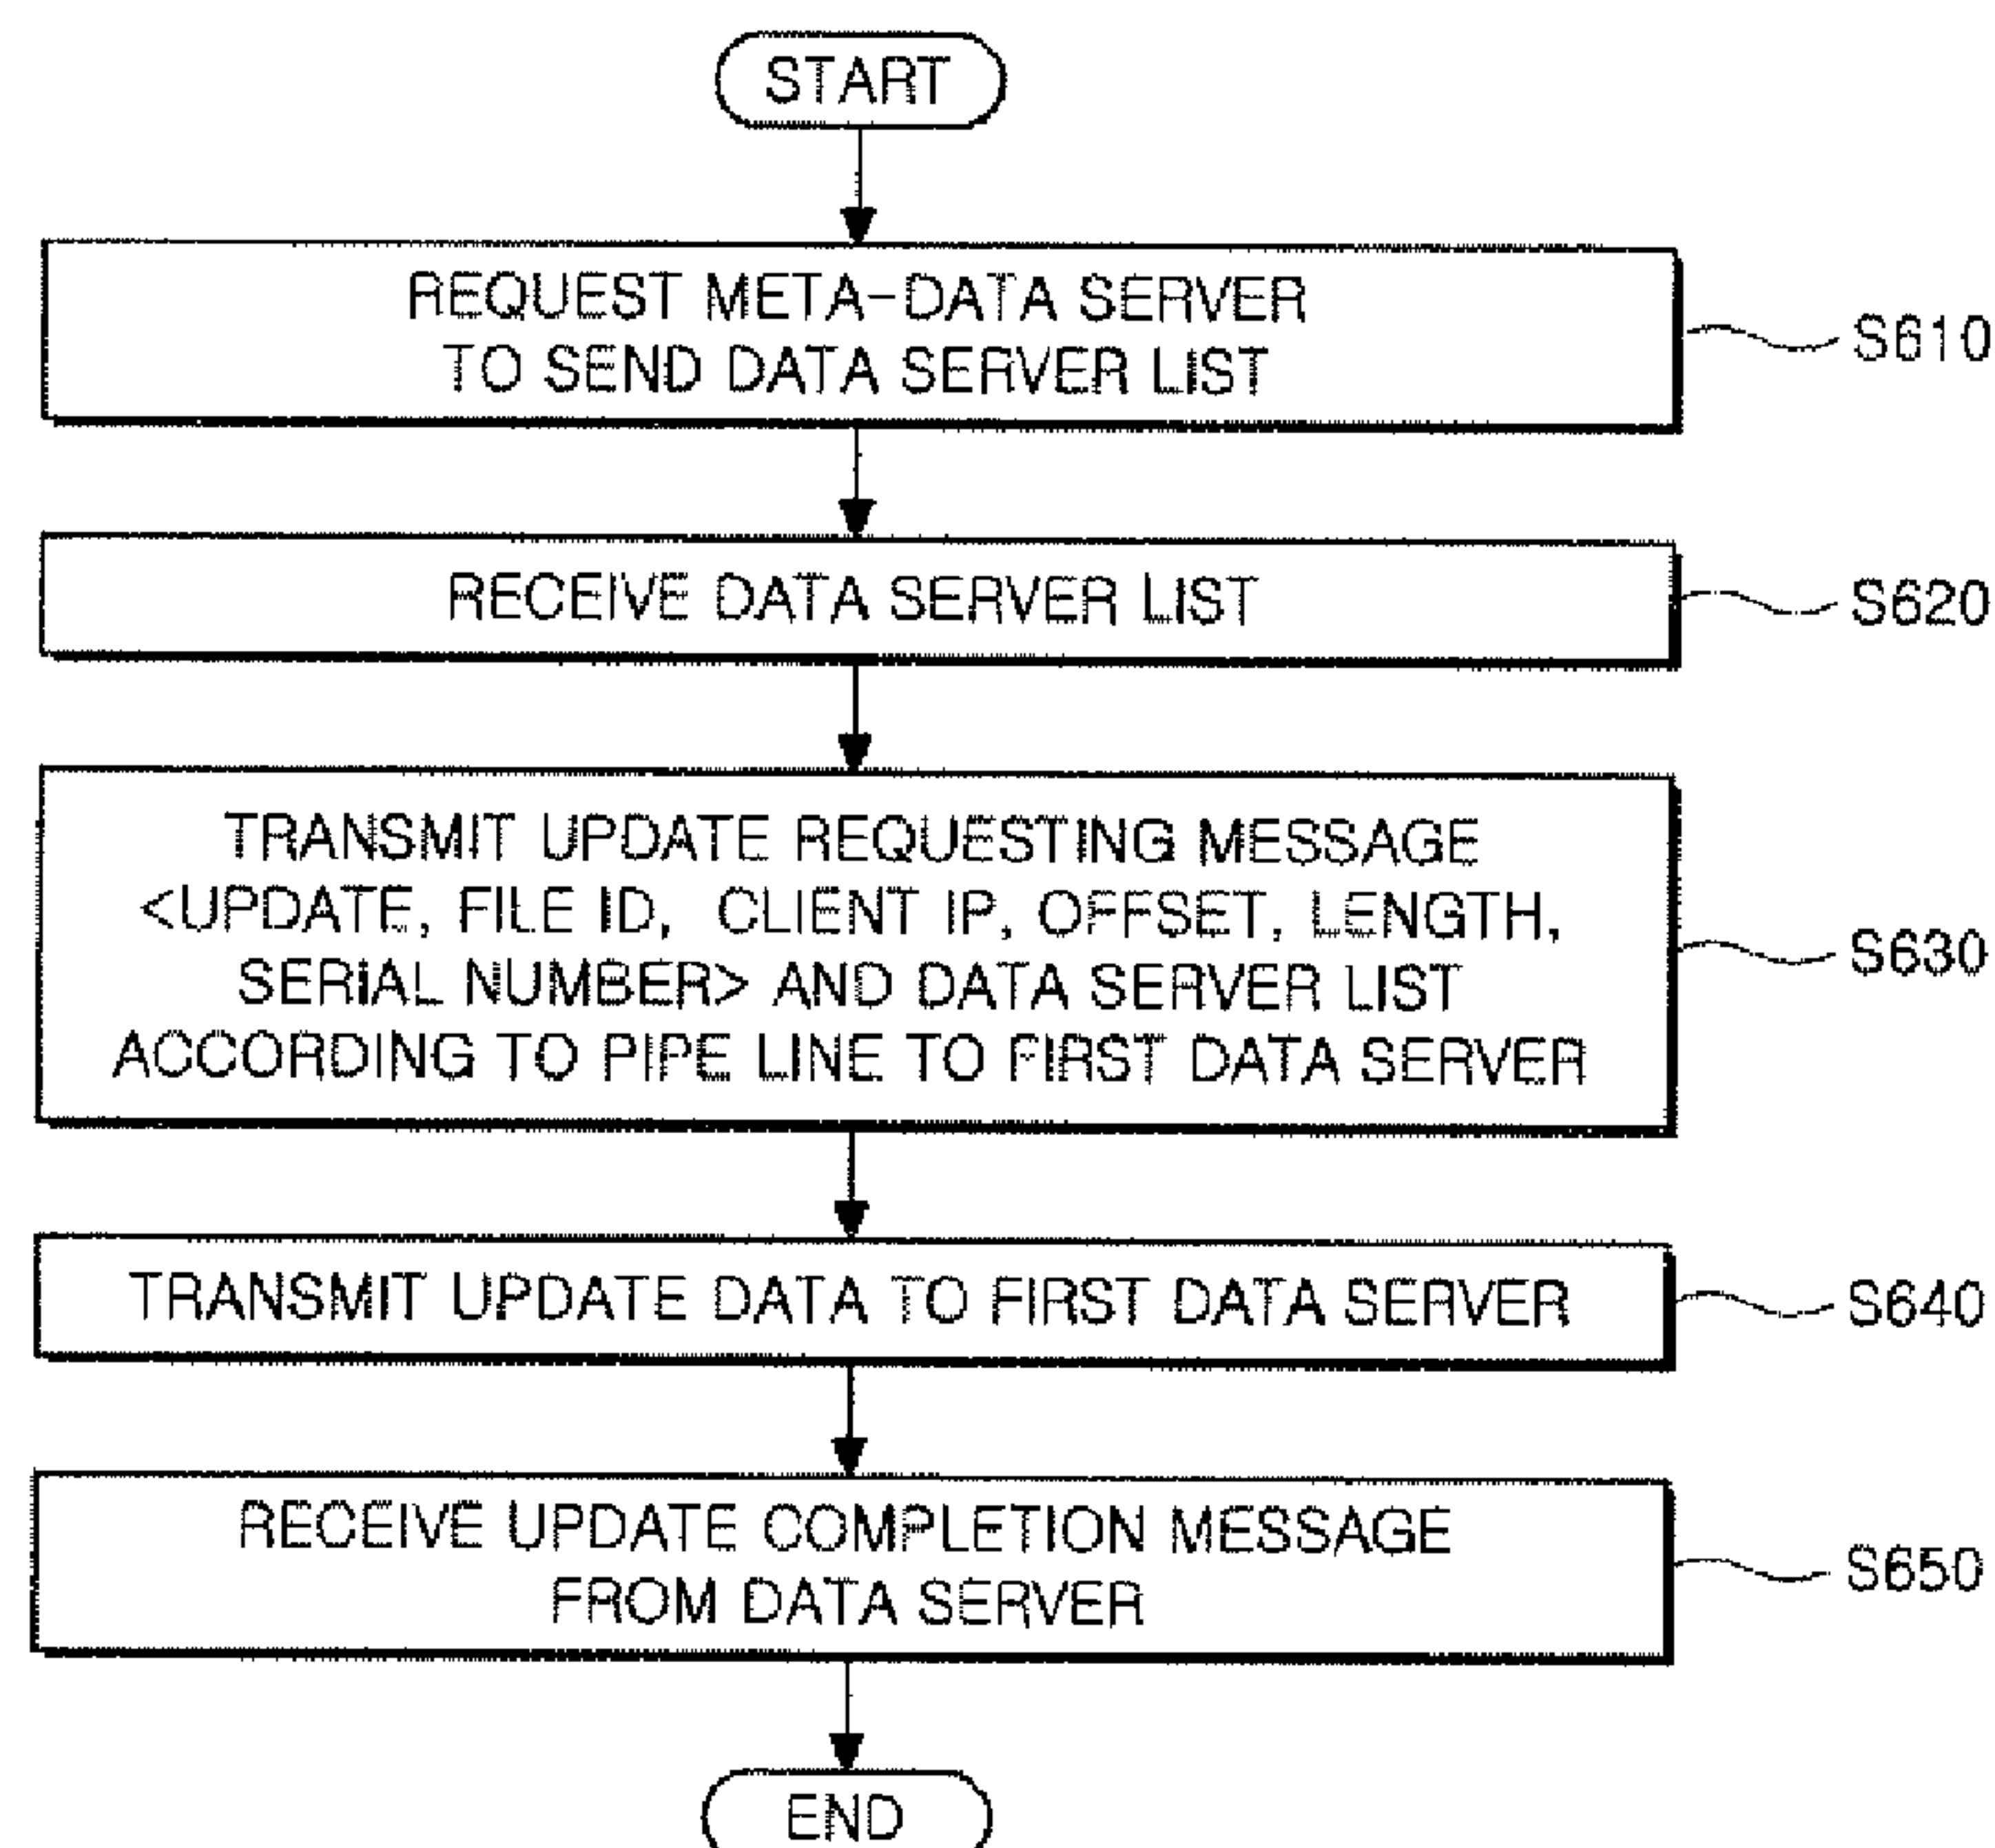 START
REQUEST META-DATA SERVER
TO SEND DATA SERVER LIST
S610
RECEIVE DATA SERVER LIST
S620
TRANSMIT UPDATE REQUESTING MESSAGE
<UPDATE, FILE ID, CLIENT IP, OFFSET, LENGTH,
SERIAL NUMBER> AND DATA SERVER LIST
ACCORDING TO PIPE LINE TO FIRST DATA SERVER
S630
TRANSMIT UPDATE DATA TO FIRST DATA SERVER
S640
RECEIVE UPDATE COMPLETION MESSAGE
FROM DATA SERVER
S650
END